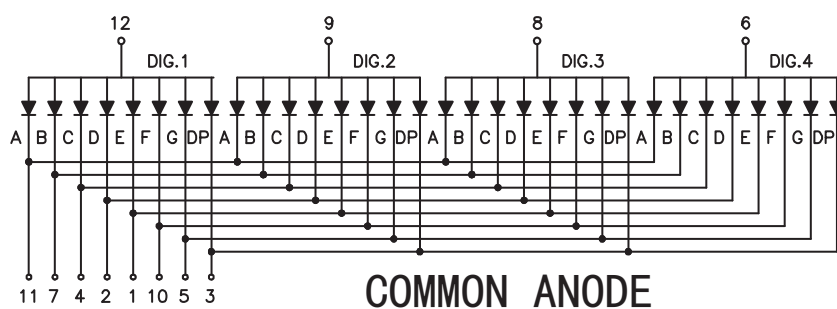 12 9 8 6
DIG.1 DIG.2 DIG.3 DIG.4
A B C D E F G DP A B C D E F G DP A B C D E F G DP A B C D E F G DP
11 7 4 2 1 10 5 3
COMMON ANODE